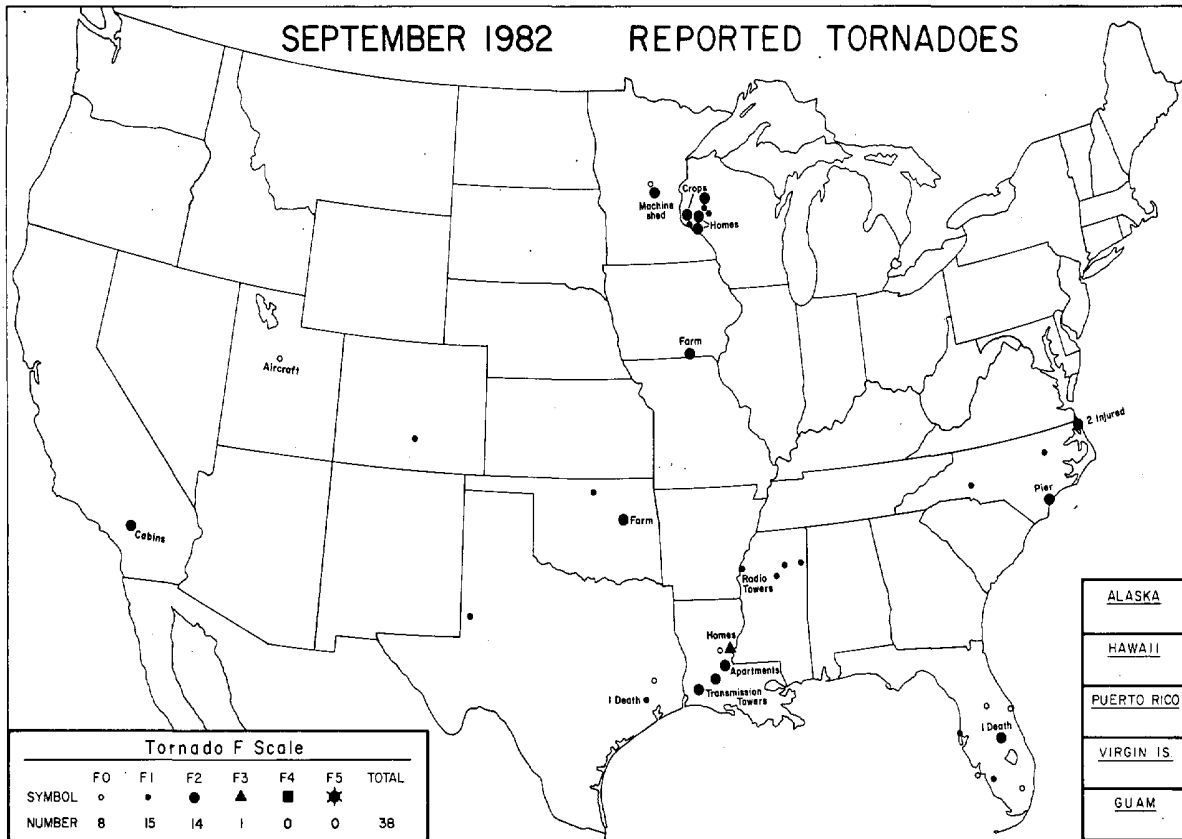 SEPTEMBER 1982 REPORTED TORNADOES
Crops
Machine
shed
Homes
Farm
Aircraft
2 Injured
Pier
Cabins
Farm
Radio
Towers
Homes
Apartments
1 Death
Transmission
Towers
1 Death
ALASKA
HAWAII
PUERTO RICO
VIRGIN IS.
GUAM
Tornado F Scale
F0 F1 F2 F3 F4 F5 TOTAL
SYMBOL
NUMBER 8 15 14 1 0 0 38